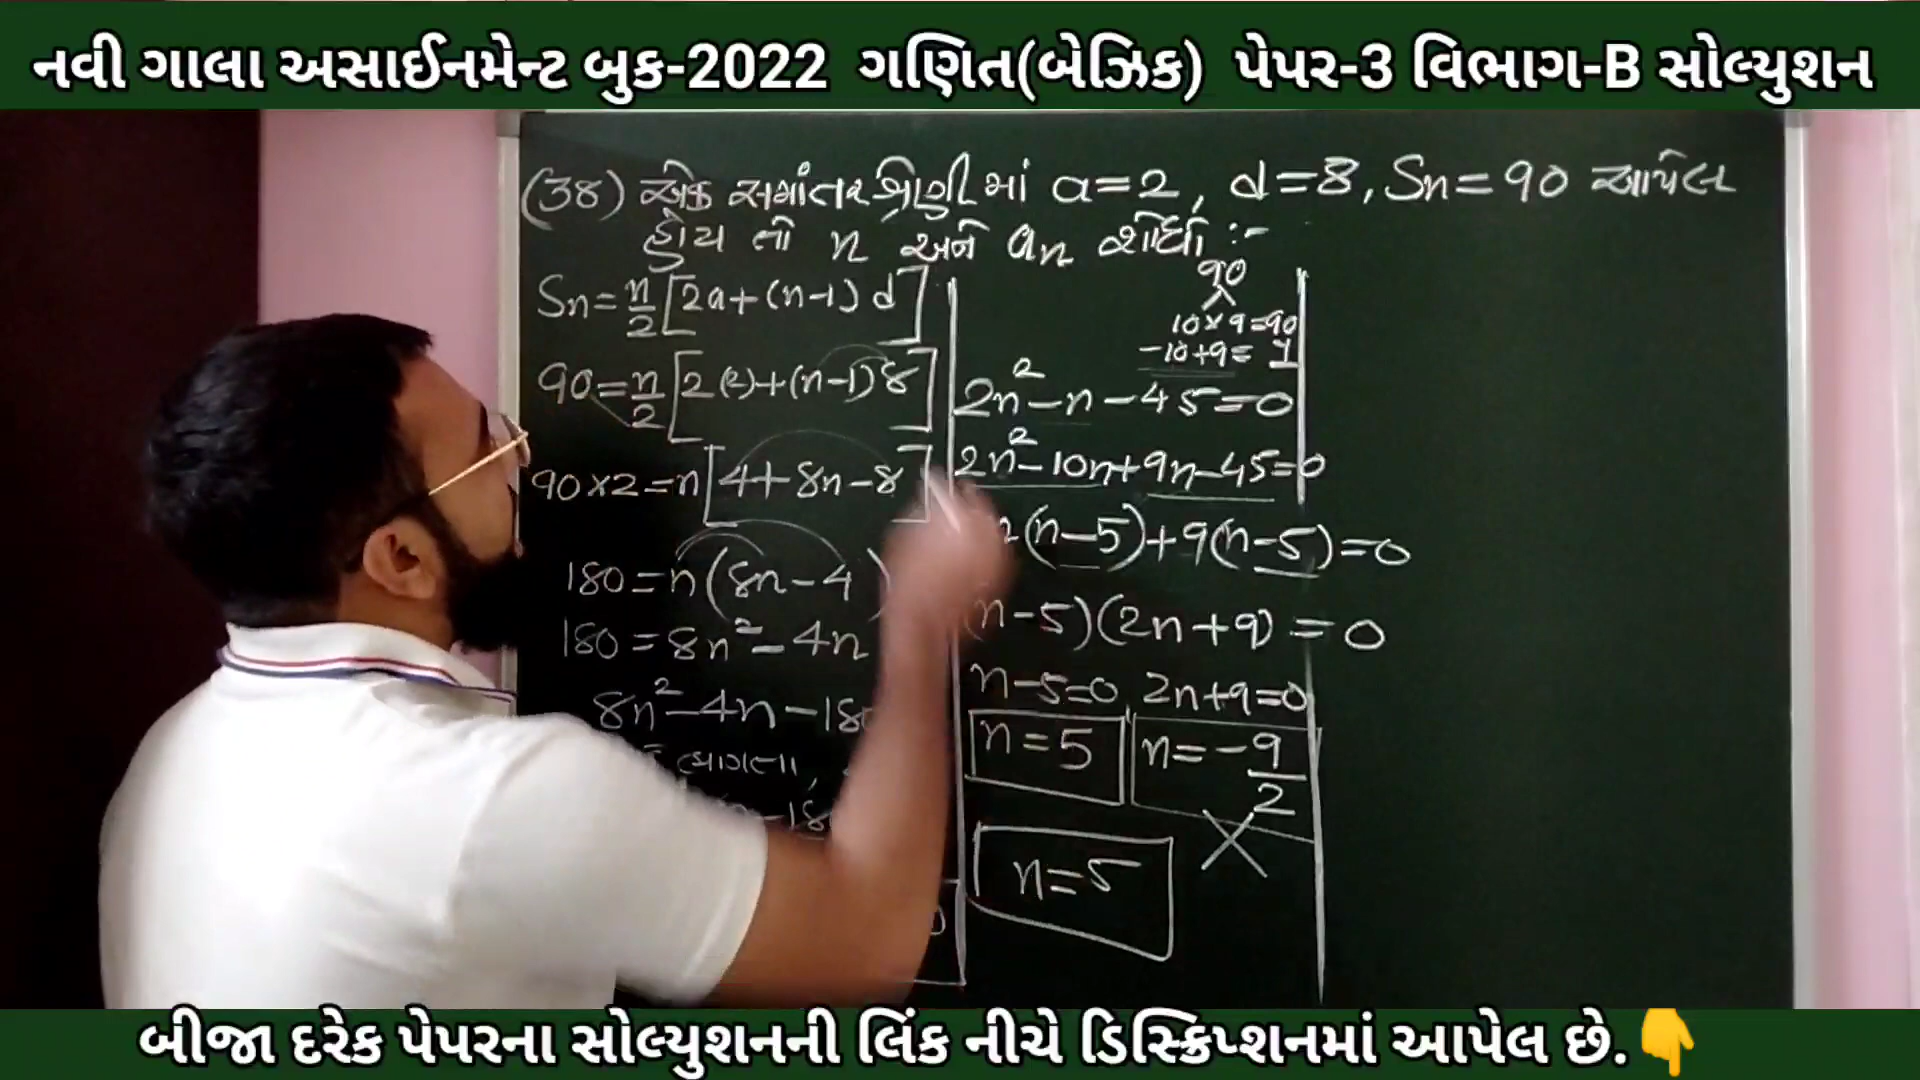 નવી ગાલા અસાઈનમેન્ટ બુક-2022 ગણિત(બેઝિક) પેપર-3 વિભાગ-B સોલ્યુશન
(38) એક સમાંતર શ્રેણીમાં a=2, d=8, Sn=90 આપેલ
હોય તો n અને an શોધો :-
Sn=n/2[2a+(n-1)d]
90=n/2[2(2)+(n-1)8]
90×2=n[4+8n-8]
180=n(8n-4)
180=8n²-4n
8n²-4n-180
90
10×9=90
-10+9=
2n²-n-45=0
2n²-10n+9n-45=0
(n-5)+9(n-5)=0
n-5)(2n+9)=0
n-5=0, 2n+9=0
n=5
n=-9/2
×
n=5
બીજા દરેક પેપરના સોલ્યુશનની લિંક નીચે ડિસ્ક્રિપ્શનમાં આપેલ છે.👇